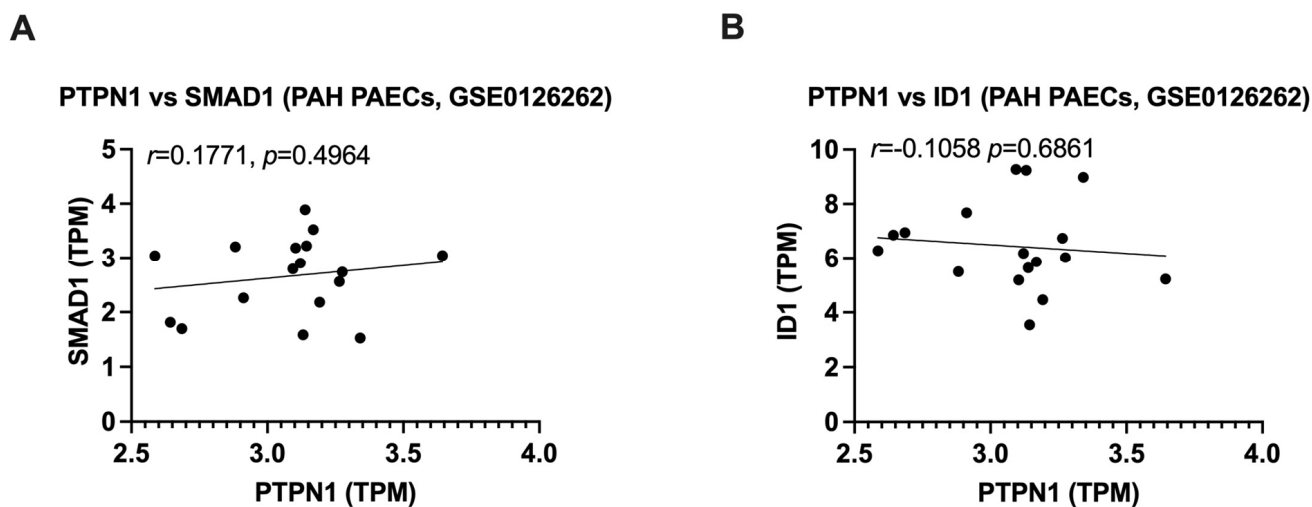 A
PTPN1 vs SMAD1 (PAH PAECs, GSE0126262)
r=0.1771, p=0.4964
SMAD1 (TPM)
5
4
3
2
1
0
2.5 3.0 3.5 4.0
PTPN1 (TPM)
B
PTPN1 vs ID1 (PAH PAECs, GSE0126262)
r=-0.1058 p=0.6861
ID1 (TPM)
10
8
6
4
2
0
2.5 3.0 3.5 4.0
PTPN1 (TPM)